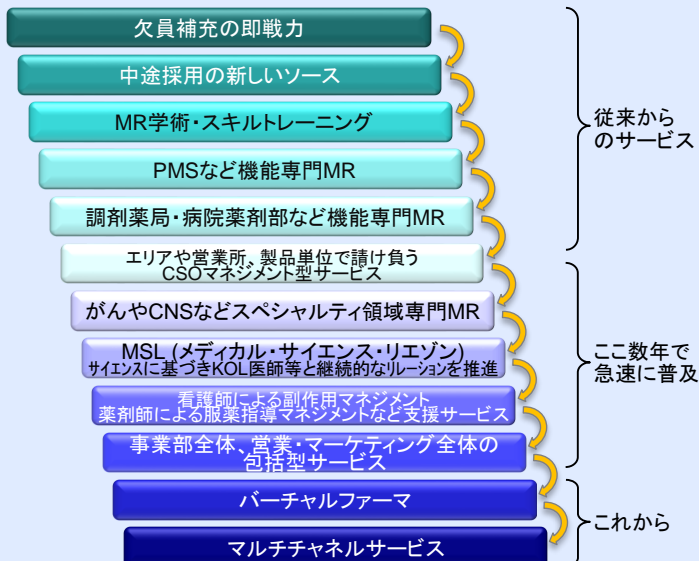 欠員補充の即戦力
中途採用の新しいソース
MR学術・スキルトレーニング
PMSなど機能専門MR
調剤薬局・病院薬剤部など機能専門MR
エリアや営業所、製品単位で請け負う
CSOマネジメント型サービス
がんやCNSなどスペシャルティ領域専門MR
MSL (メディカル・サイエンス・リエゾン)
サイエンスに基づきKOL医師等と継続的なリレーションを推進
看護師による副作用マネジメント
薬剤師による服薬指導マネジメントなど支援サービス
事業部全体、営業・マーケティング全体の
包括型サービス
バーチャルファーマ
マルチチャネルサービス
従来から
のサービス
ここ数年で
急速に普及
これから